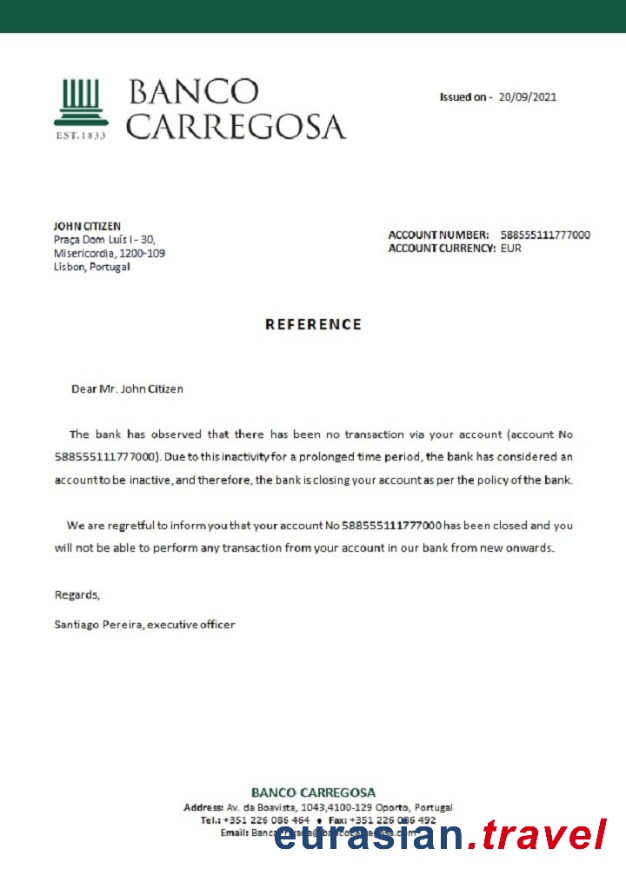 BANCO
CARREGOSA
EST. 1833
Issued on - 20/09/2021
JOHN CITIZEN
Praça Dom Luís I - 30,
Misericordia, 1200-109
Lisbon, Portugal
ACCOUNT NUMBER: 588555111777000
ACCOUNT CURRENCY: EUR
REFERENCE
Dear Mr. John Citizen
The bank has observed that there has been no transaction via your account (account No
588555111777000). Due to this inactivity for a prolonged time period, the bank has considered an
account to be inactive, and therefore, the bank is closing your account as per the policy of the bank.
We are regretful to inform you that your account No 588555111777000 has been closed and you
will not be able to perform any transaction from your account in our bank from new onwards.
Regards,
Santiago Pereira, executive officer
BANCO CARREGOSA
Address: Av. da Boavista, 1043,4100-129 Oporto, Portugal
Tel.: +351 226 086 464 • Fax: +351 226 086 492
Email:
eurasian.travel